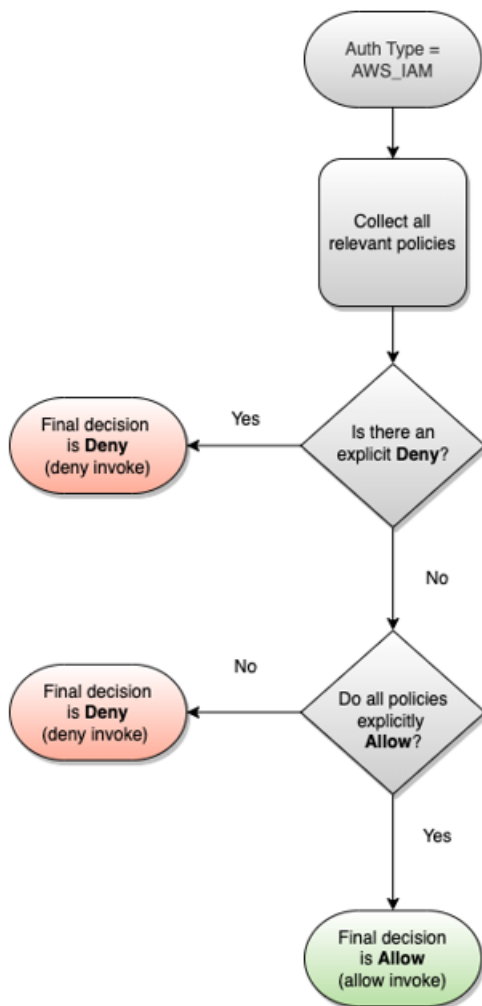 Auth Type =
AWS_IAM
Collect all
relevant policies
Is there an
explicit Deny?
Yes
Final decision
is Deny
(deny invoke)
No
Do all policies
explicitly
Allow?
No
Final decision
is Deny
(deny invoke)
Yes
Final decision
is Allow
(allow invoke)